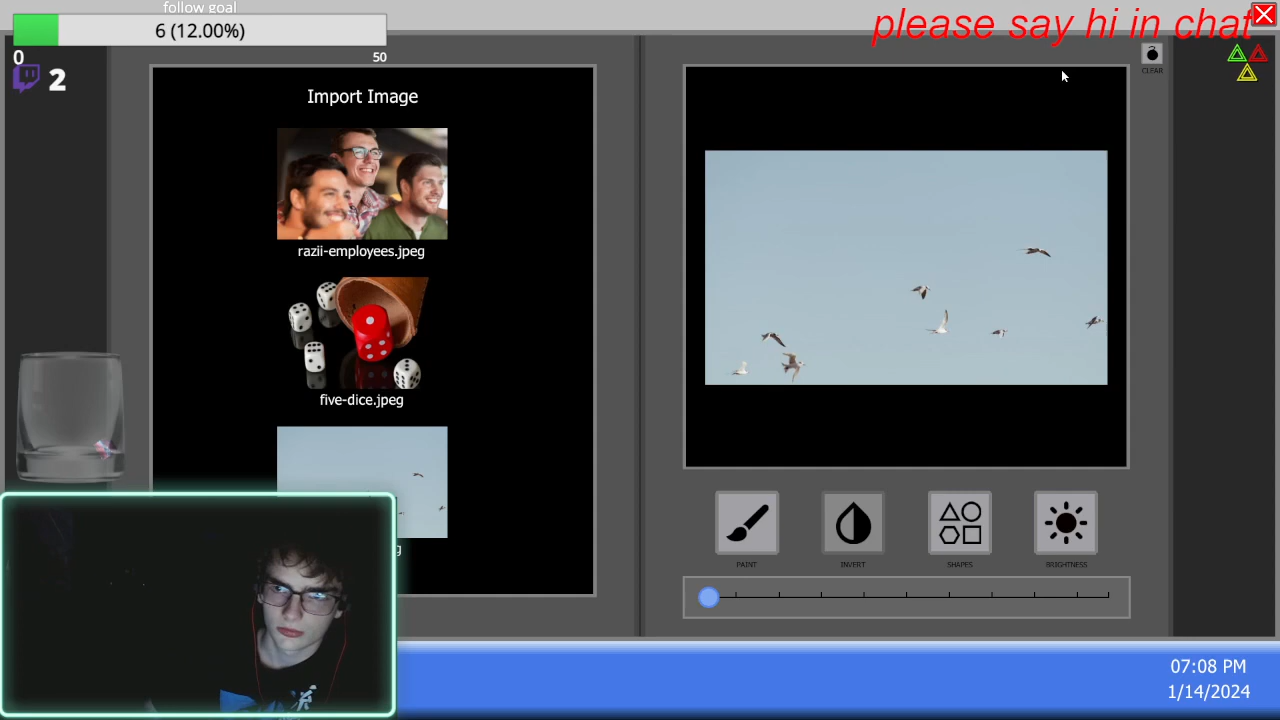 follow goal
6 (12.00%)
0
50
2
please say hi in chat
CLEAR
Import Image
razii-employees.jpeg
five-dice.jpeg
g
PAINT
INVERT
SHAPES
BRIGHTNESS
07:08 PM
1/14/2024